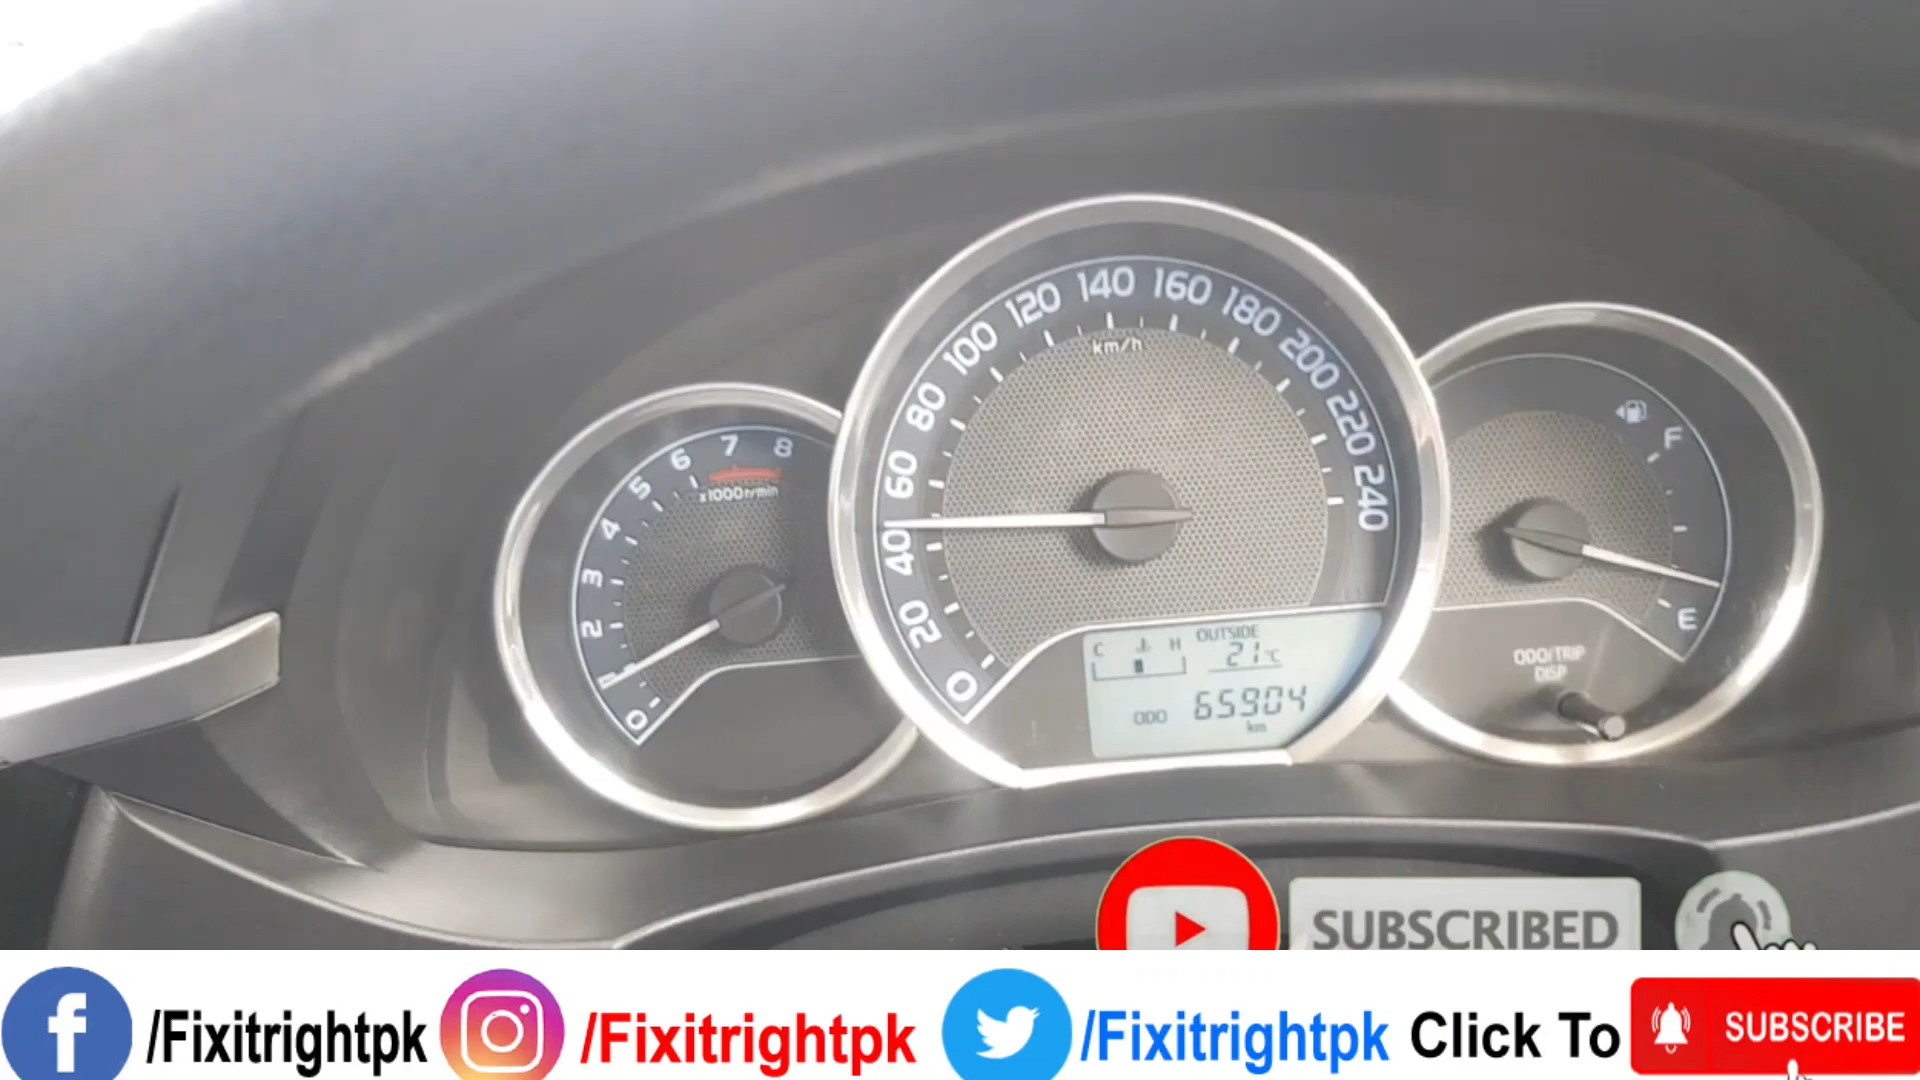 0 1 2 3 4 5 6 7 8
x1000tr/min
0 20 40 60 80 100 120 140 160 180 200 220 240
km/h
F
E
C H
OUTSIDE
21°C
ODO 65904
km
ODO/TRIP
DISP
SUBSCRIBED
/Fixitrightpk /Fixitrightpk /Fixitrightpk Click To SUBSCRIBE